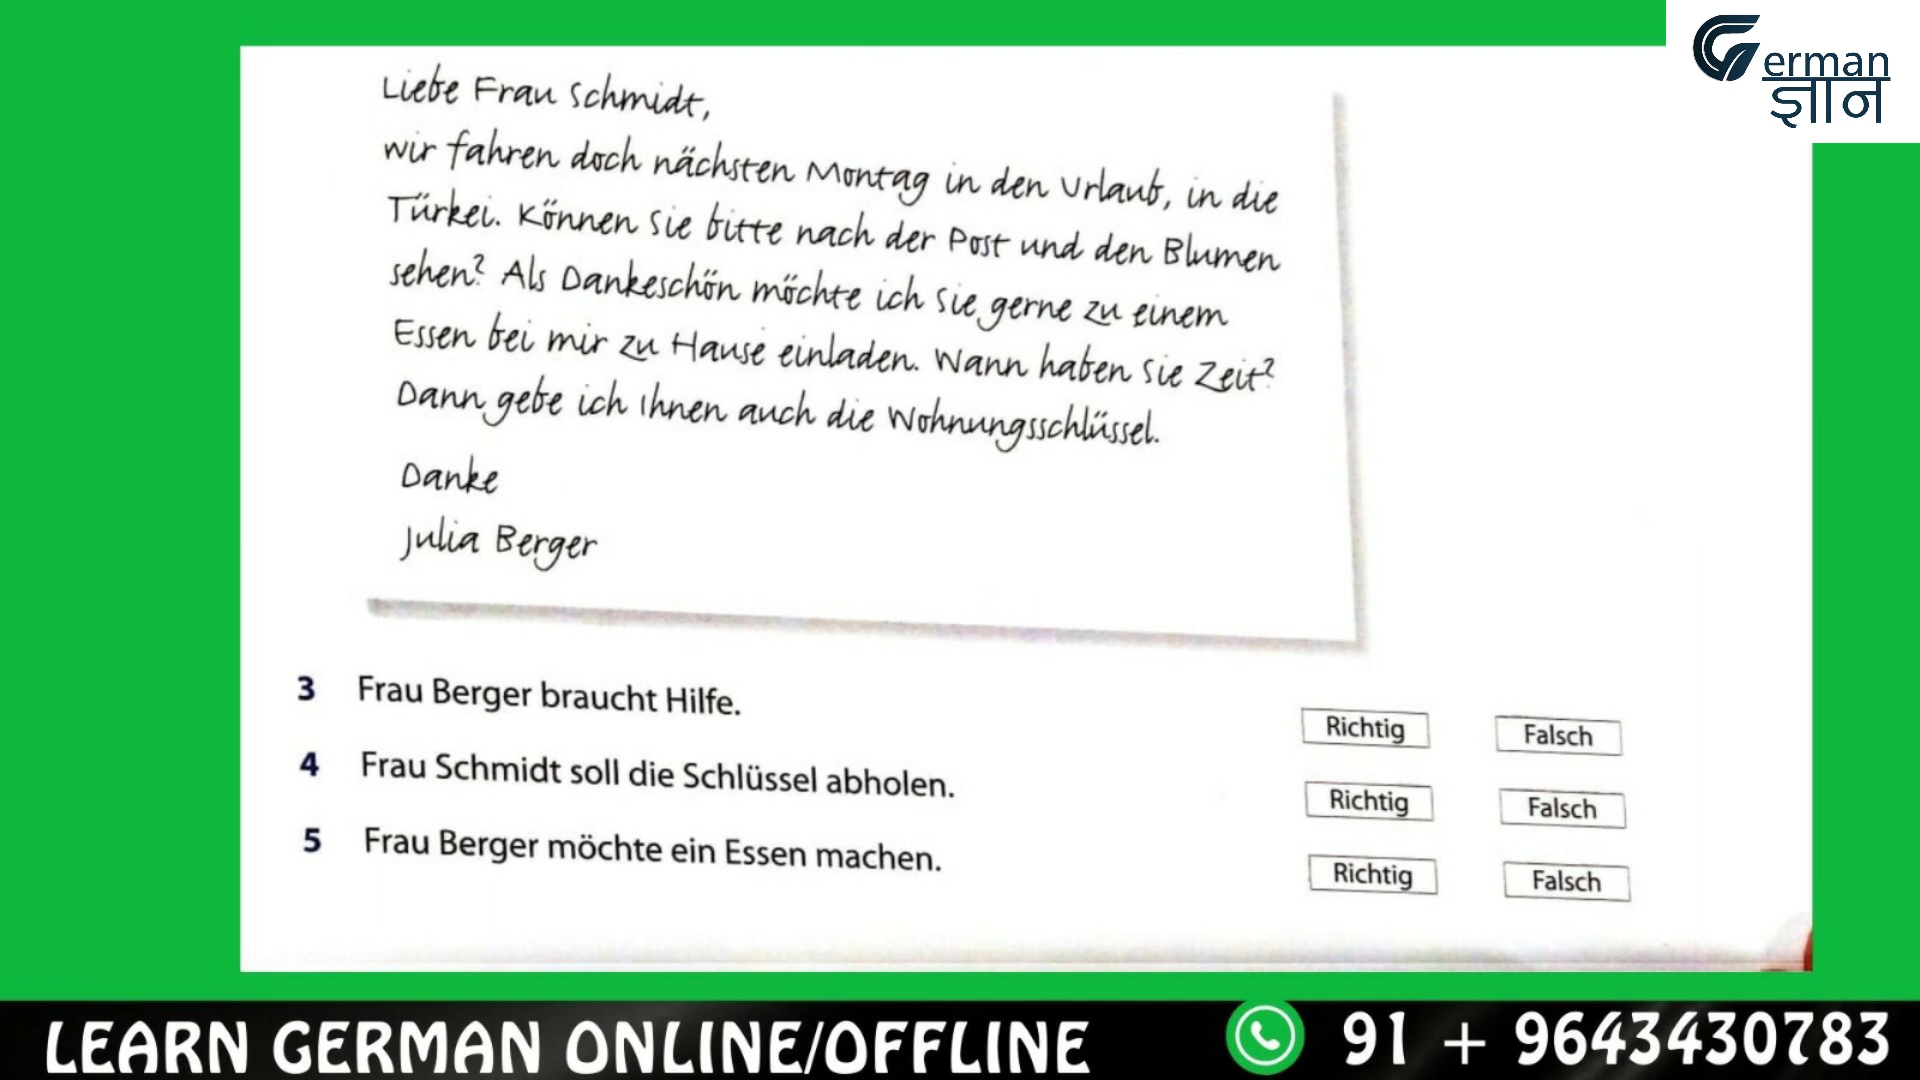 German
ज्ञान
Liebe Frau Schmidt,
wir fahren doch nächsten Montag in den Urlaub, in die
Türkei. Können Sie bitte nach der Post und den Blumen
sehen? Als Dankeschön möchte ich Sie gerne zu einem
Essen bei mir zu Hause einladen. Wann haben Sie Zeit?
Dann gebe ich Ihnen auch die Wohnungsschlüssel.
Danke
Julia Berger
3 Frau Berger braucht Hilfe. Richtig Falsch
4 Frau Schmidt soll die Schlüssel abholen. Richtig Falsch
5 Frau Berger möchte ein Essen machen. Richtig Falsch
LEARN GERMAN ONLINE/OFFLINE 91 + 9643430783